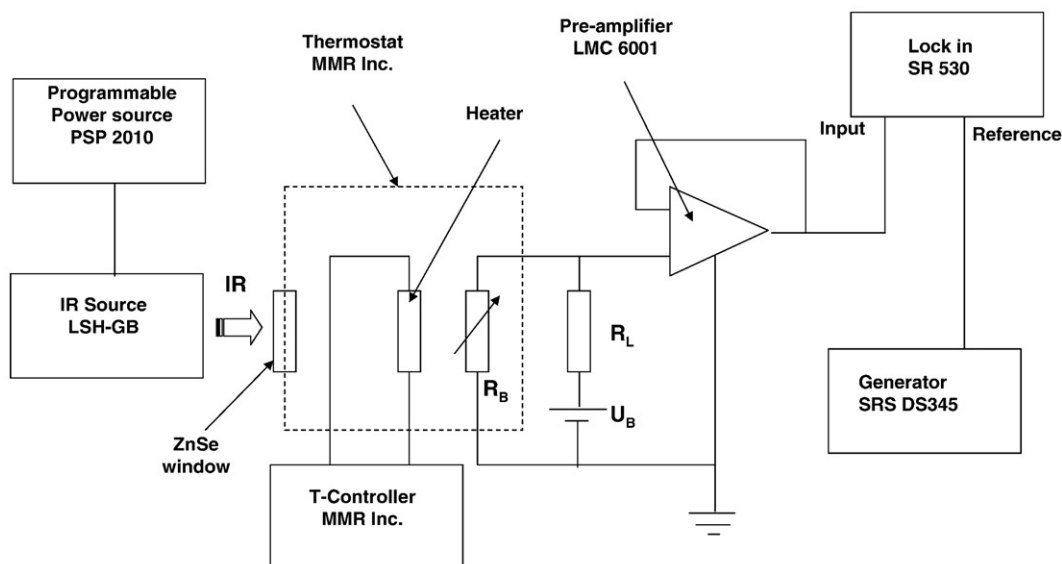 Pre-amplifier
LMC 6001
Thermostat
MMR Inc.
Lock in
SR 530
Programmable
Power source
PSP 2010
Heater
Input
Reference
IR
IR Source
LSH-GB
R_L
R_B
U_B
Generator
SRS DS345
ZnSe
window
T-Controller
MMR Inc.